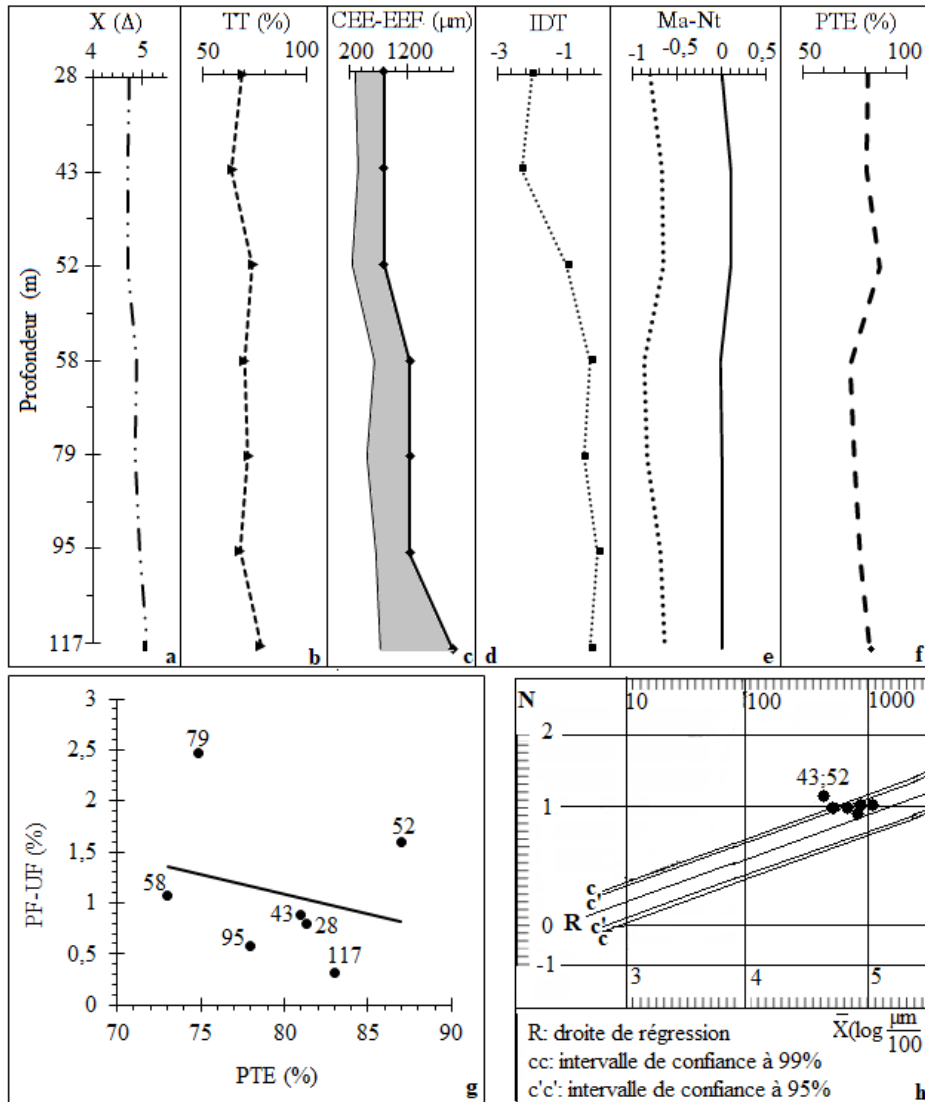 X (Δ) TT (%) CEE-EEF (µm) IDT Ma-Nt PTE (%)
4 5 50 100 200 1200 -3 -1 -1 -0,5 0 0,5 50 100
Profondeur (m)
28
43
52
58
79
95
117
a b c d e f
3
2,5
2
1,5
1
0,5
0
PF-UF (%)
79
52
58
43
28
95
117
70 75 80 85 90
PTE (%)
g
N 10 100 1000
2
1
0
-1
43;52
c
c'
R
c'
c
3 4 5
X̄(log µm/100
R: droite de régression
cc: intervalle de confiance à 99%
c'c': intervalle de confiance à 95%
h